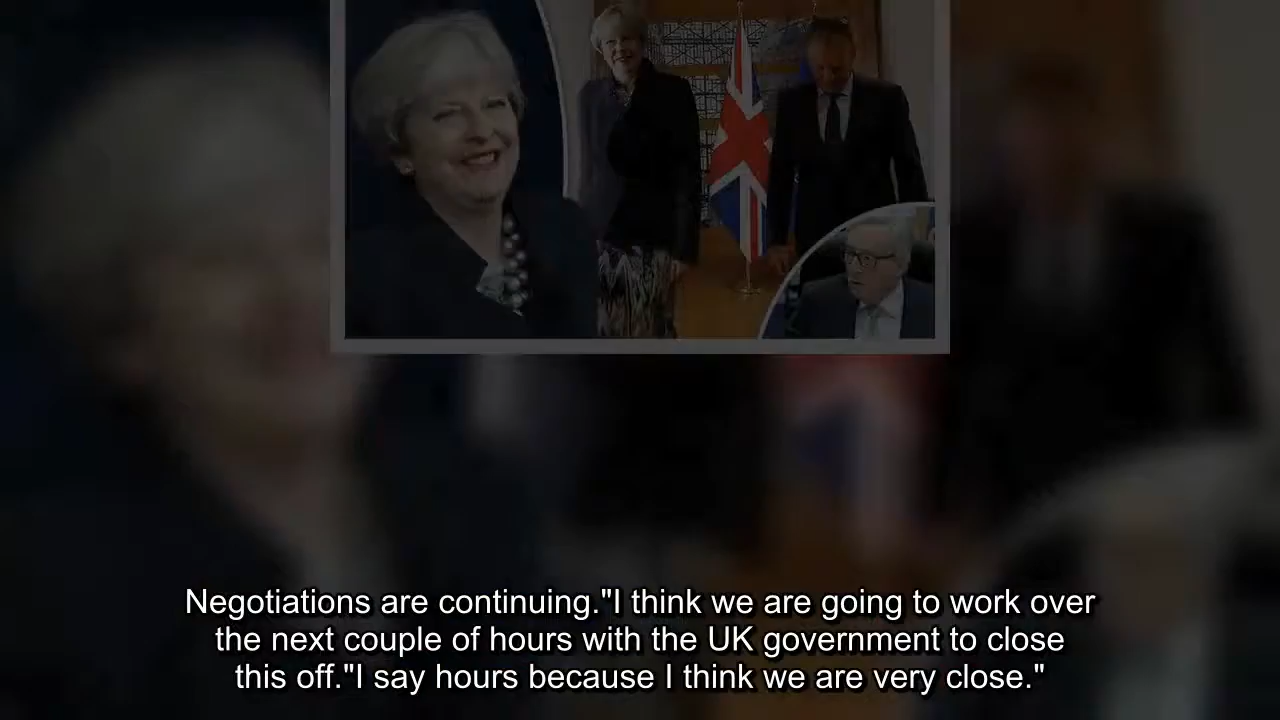 Negotiations are continuing."I think we are going to work over
the next couple of hours with the UK government to close
this off."I say hours because I think we are very close."